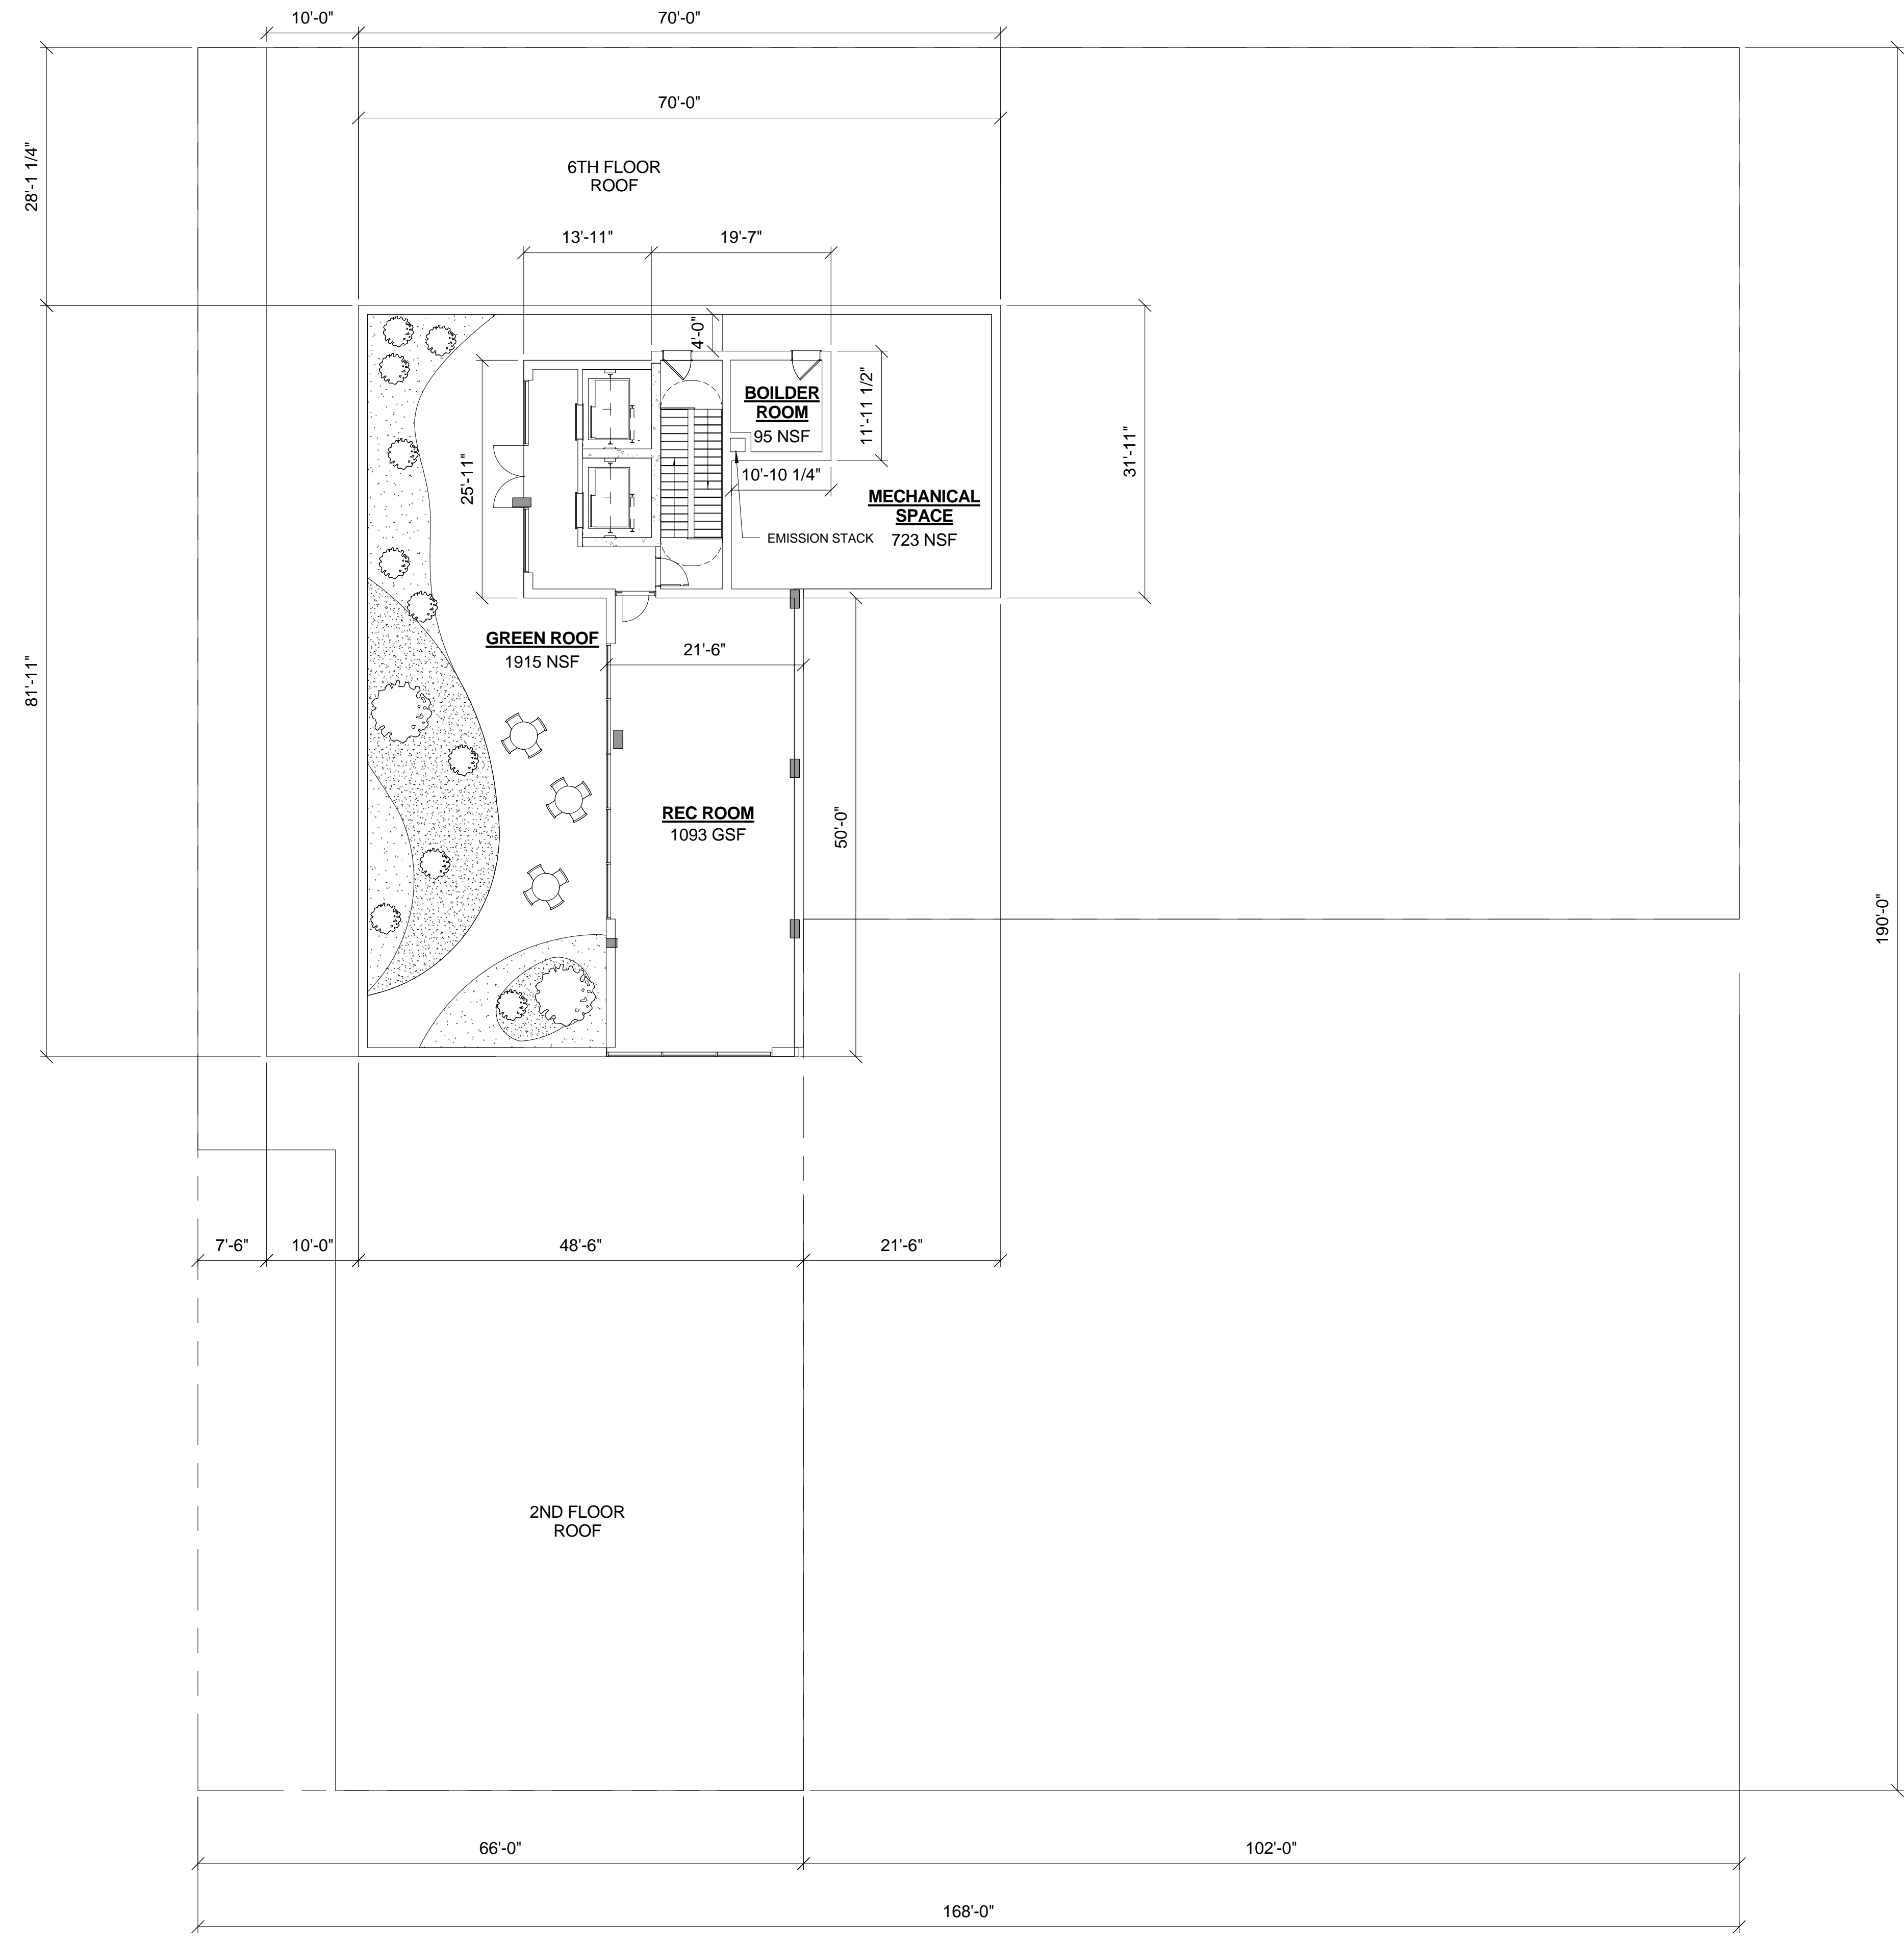 10'-0"
70'-0"
70'-0"
28'-1 1/4"
6TH FLOOR
ROOF
13'-11"
19'-7"
4'-0"
BOILDER
ROOM
95 NSF
11'-11 1/2"
10'-10 1/4"
31'-11"
25'-11"
MECHANICAL
SPACE
723 NSF
EMISSION STACK
GREEN ROOF
1915 NSF
21'-6"
81'-11"
REC ROOM
1093 GSF
50'-0"
190'-0"
7'-6"
10'-0"
48'-6"
21'-6"
2ND FLOOR
ROOF
66'-0"
102'-0"
168'-0"